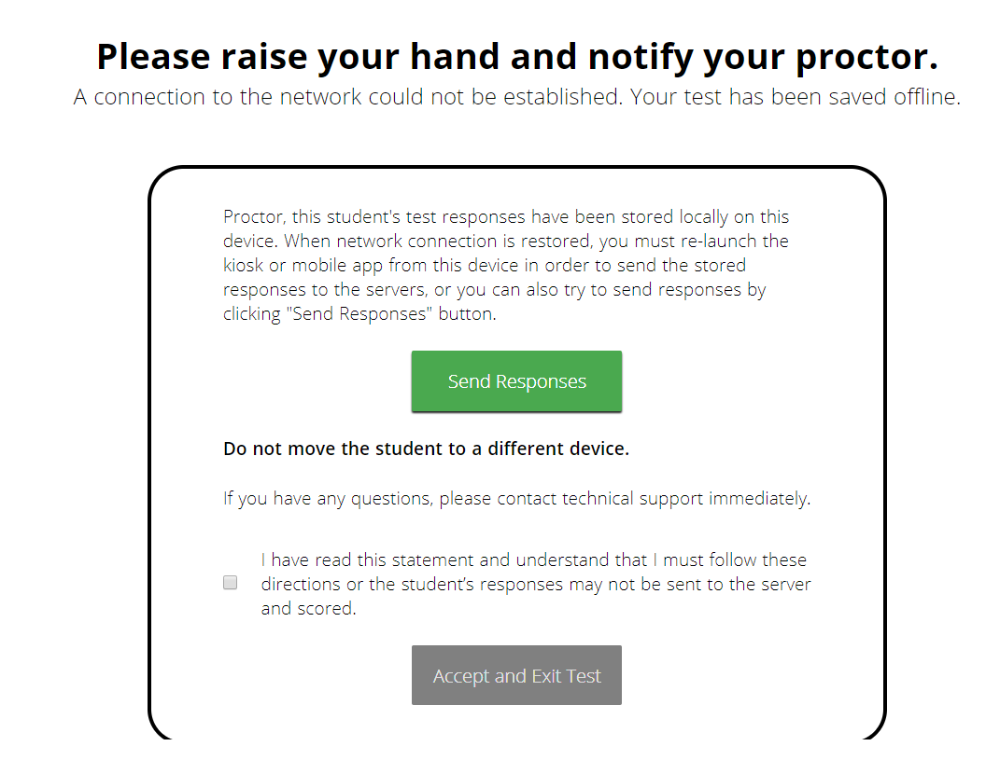 Please raise your hand and notify your proctor.
A connection to the network could not be established. Your test has been saved offline.
Proctor, this student's test responses have been stored locally on this
device. When network connection is restored, you must re-launch the
kiosk or mobile app from this device in order to send the stored
responses to the servers, or you can also try to send responses by
clicking "Send Responses" button.
Send Responses
Do not move the student to a different device.
If you have any questions, please contact technical support immediately.
I have read this statement and understand that I must follow these
directions or the student’s responses may not be sent to the server
and scored.
Accept and Exit Test